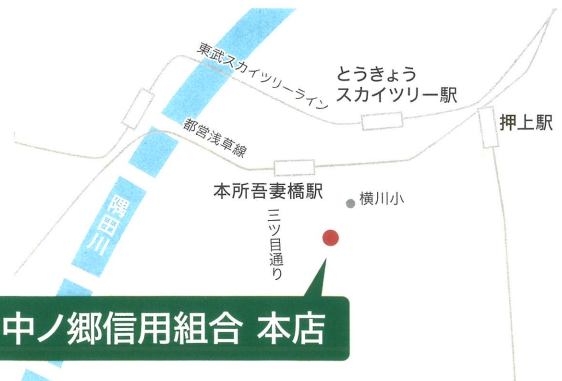 東武スカイツリーライン
とうきょう
スカイツリー駅
押上駅
都営浅草線
本所吾妻橋駅
横川小
三ツ目通り
隅田川
中ノ郷信用組合 本店